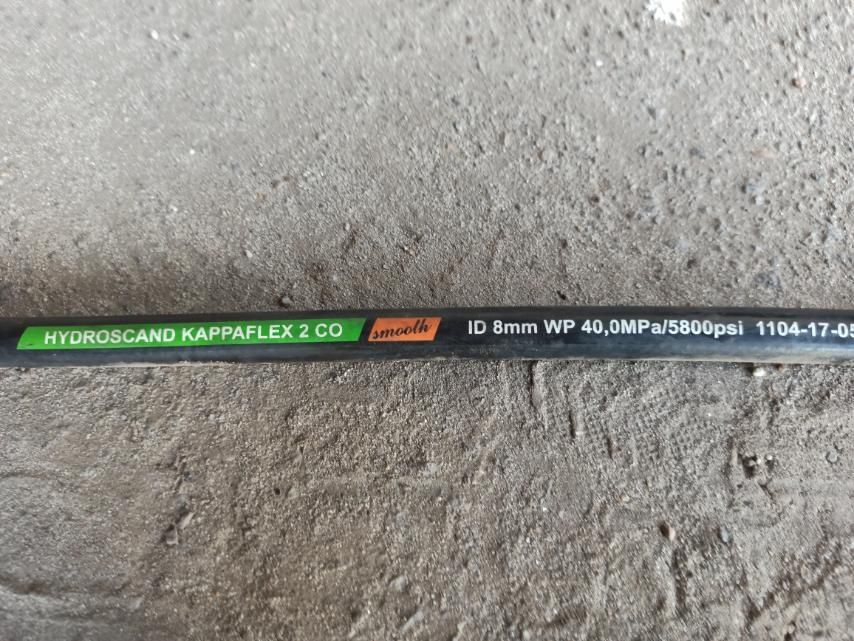 HYDROSCAND KAPPAFLEX 2 CO smooth ID 8mm WP 40,0MPa/5800psi 1104-17-05